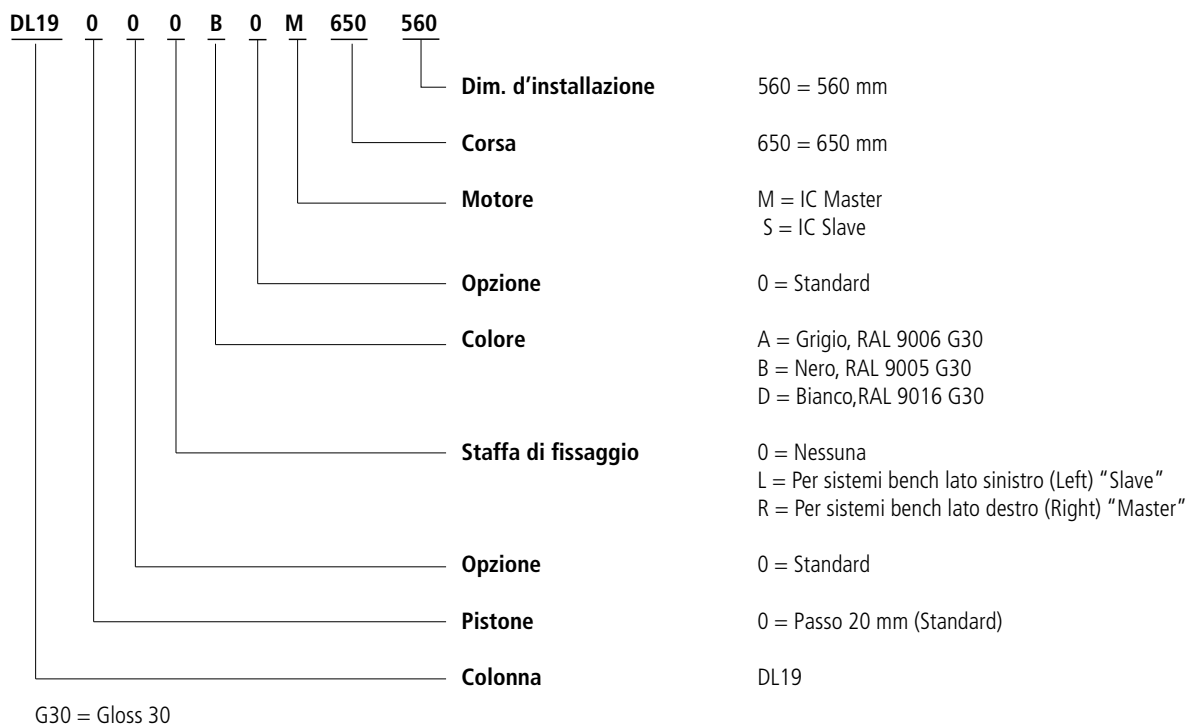 DL19 0 0 0 B 0 M 650 560
Dim. d'installazione 560 = 560 mm
Corsa 650 = 650 mm
Motore M = IC Master
S = IC Slave
Opzione 0 = Standard
Colore A = Grigio, RAL 9006 G30
B = Nero, RAL 9005 G30
D = Bianco,RAL 9016 G30
Staffa di fissaggio 0 = Nessuna
L = Per sistemi bench lato sinistro (Left) "Slave"
R = Per sistemi bench lato destro (Right) "Master"
Opzione 0 = Standard
Pistone 0 = Passo 20 mm (Standard)
Colonna DL19
G30 = Gloss 30